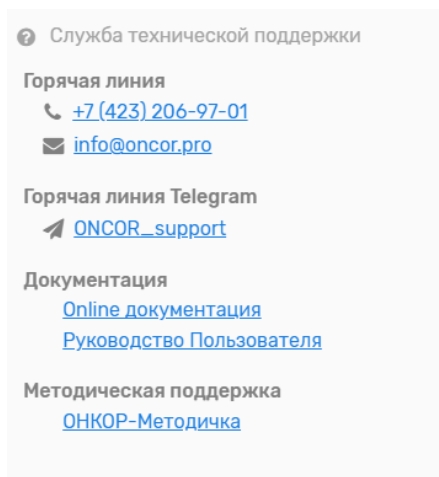 Служба технической поддержки
Горячая линия
+7 (423) 206-97-01
info@oncor.pro
Горячая линия Telegram
ONCOR_support
Документация
Online документация
Руководство Пользователя
Методическая поддержка
ОНКОР-Методичка